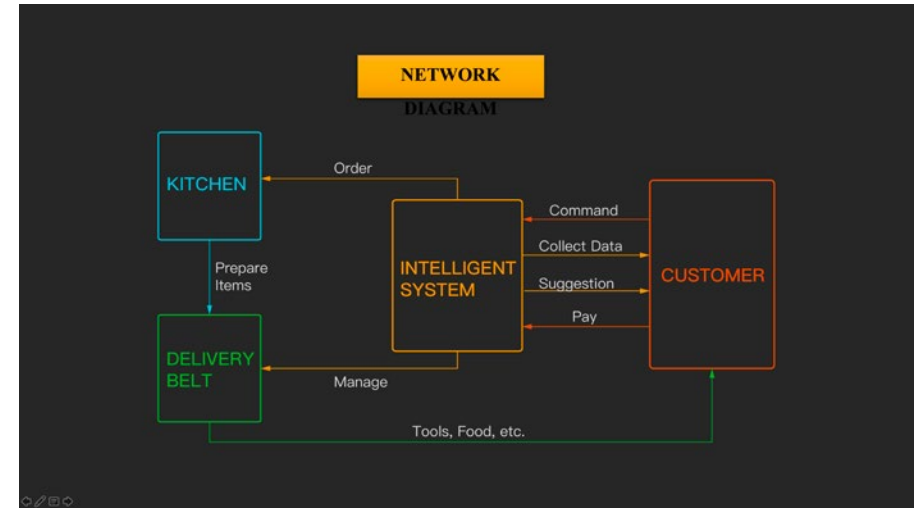 NETWORK
DIAGRAM
KITCHEN
Order
Command
Collect Data
INTELLIGENT
SYSTEM
Suggestion
CUSTOMER
Prepare
Items
Pay
DELIVERY
BELT
Manage
Tools, Food, etc.